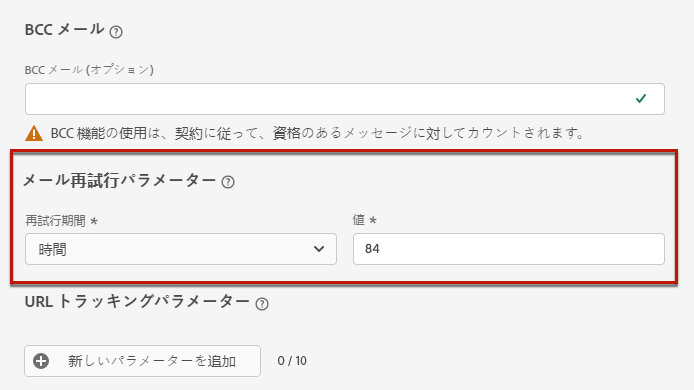 BCC メール
BCC メール (オプション)
BCC 機能の使用は、契約に従って、資格のあるメッセージに対してカウントされます。
メール再試行パラメーター
再試行期間 * 値 *
時間 84
URL トラッキングパラメーター
新しいパラメーターを追加 0 / 10